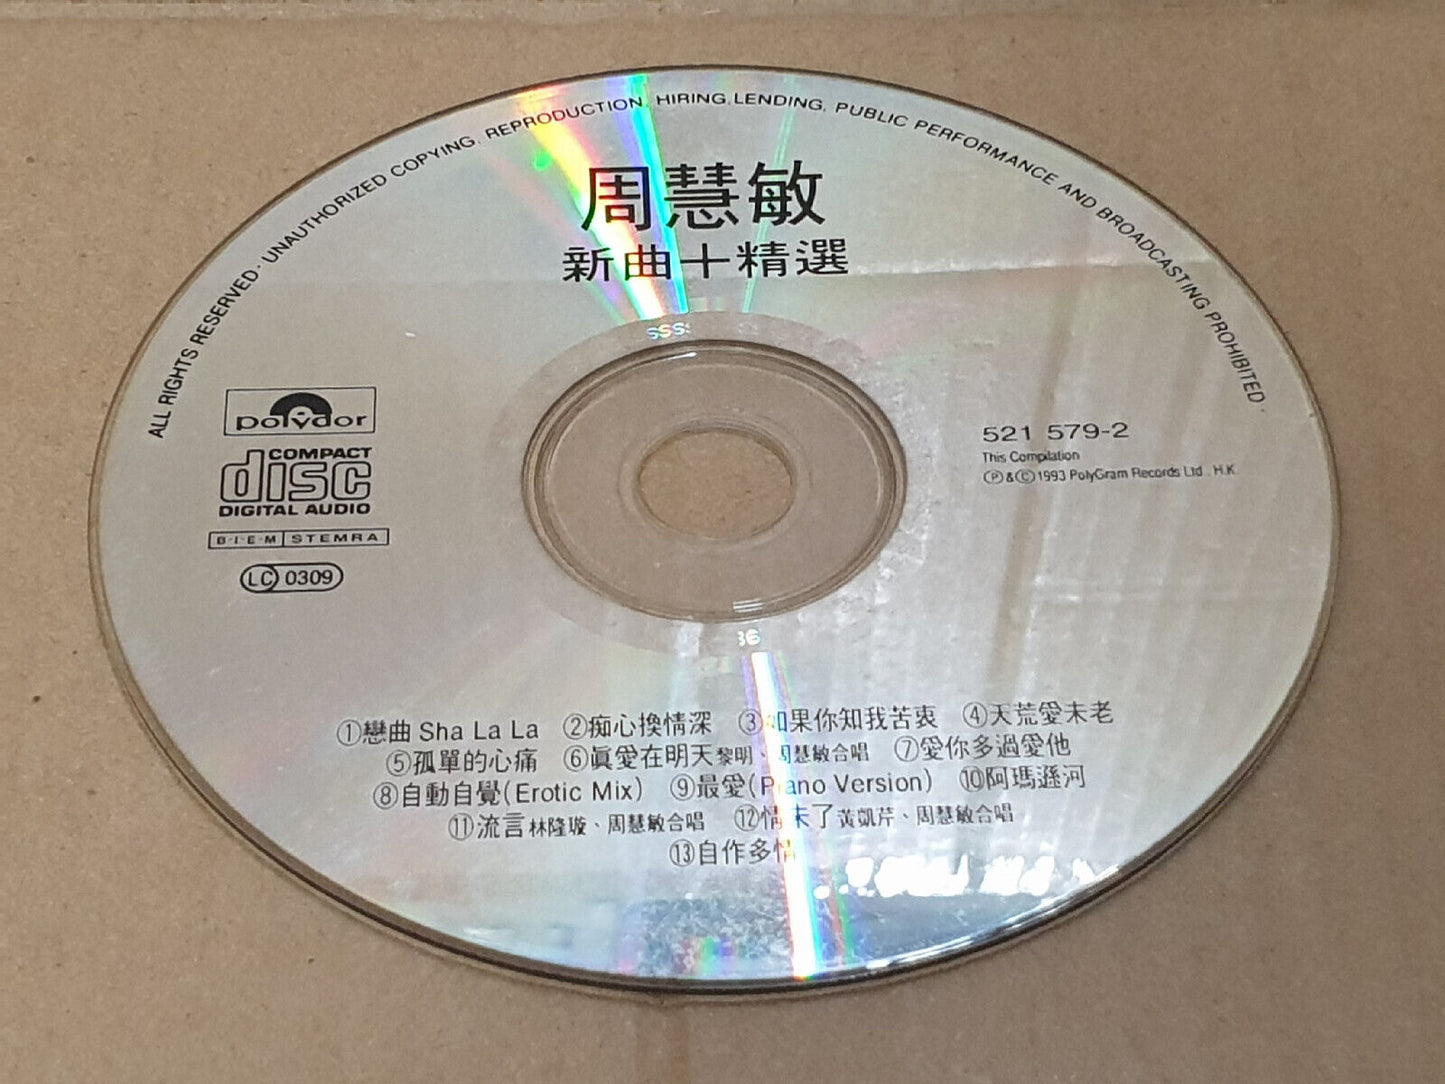 ALL RIGHTS RESERVED · UNAUTHORIZED COPYING, REPRODUCTION, HIRING, LENDING, PUBLIC PERFORMANCE AND BROADCASTING PROHIBITED ·
周慧敏
新曲十精選
polydor
COMPACT
disc
DIGITAL AUDIO
B·I·E·M STEMRA
LC 0309
521 579-2
This Compilation
Ⓟ&©1993 PolyGram Records Ltd . H.K.
①戀曲 Sha La La ②痴心換情深 ③如果你知我苦衷 ④天荒愛未老
⑤孤單的心痛 ⑥眞愛在明天黎明、周慧敏合唱 ⑦愛你多過愛他
⑧自動自覺(Erotic Mix) ⑨最愛(Piano Version) ⑩阿瑪遜河
⑪流言林隆璇、周慧敏合唱 ⑫情未了黃凱芹、周慧敏合唱
⑬自作多情